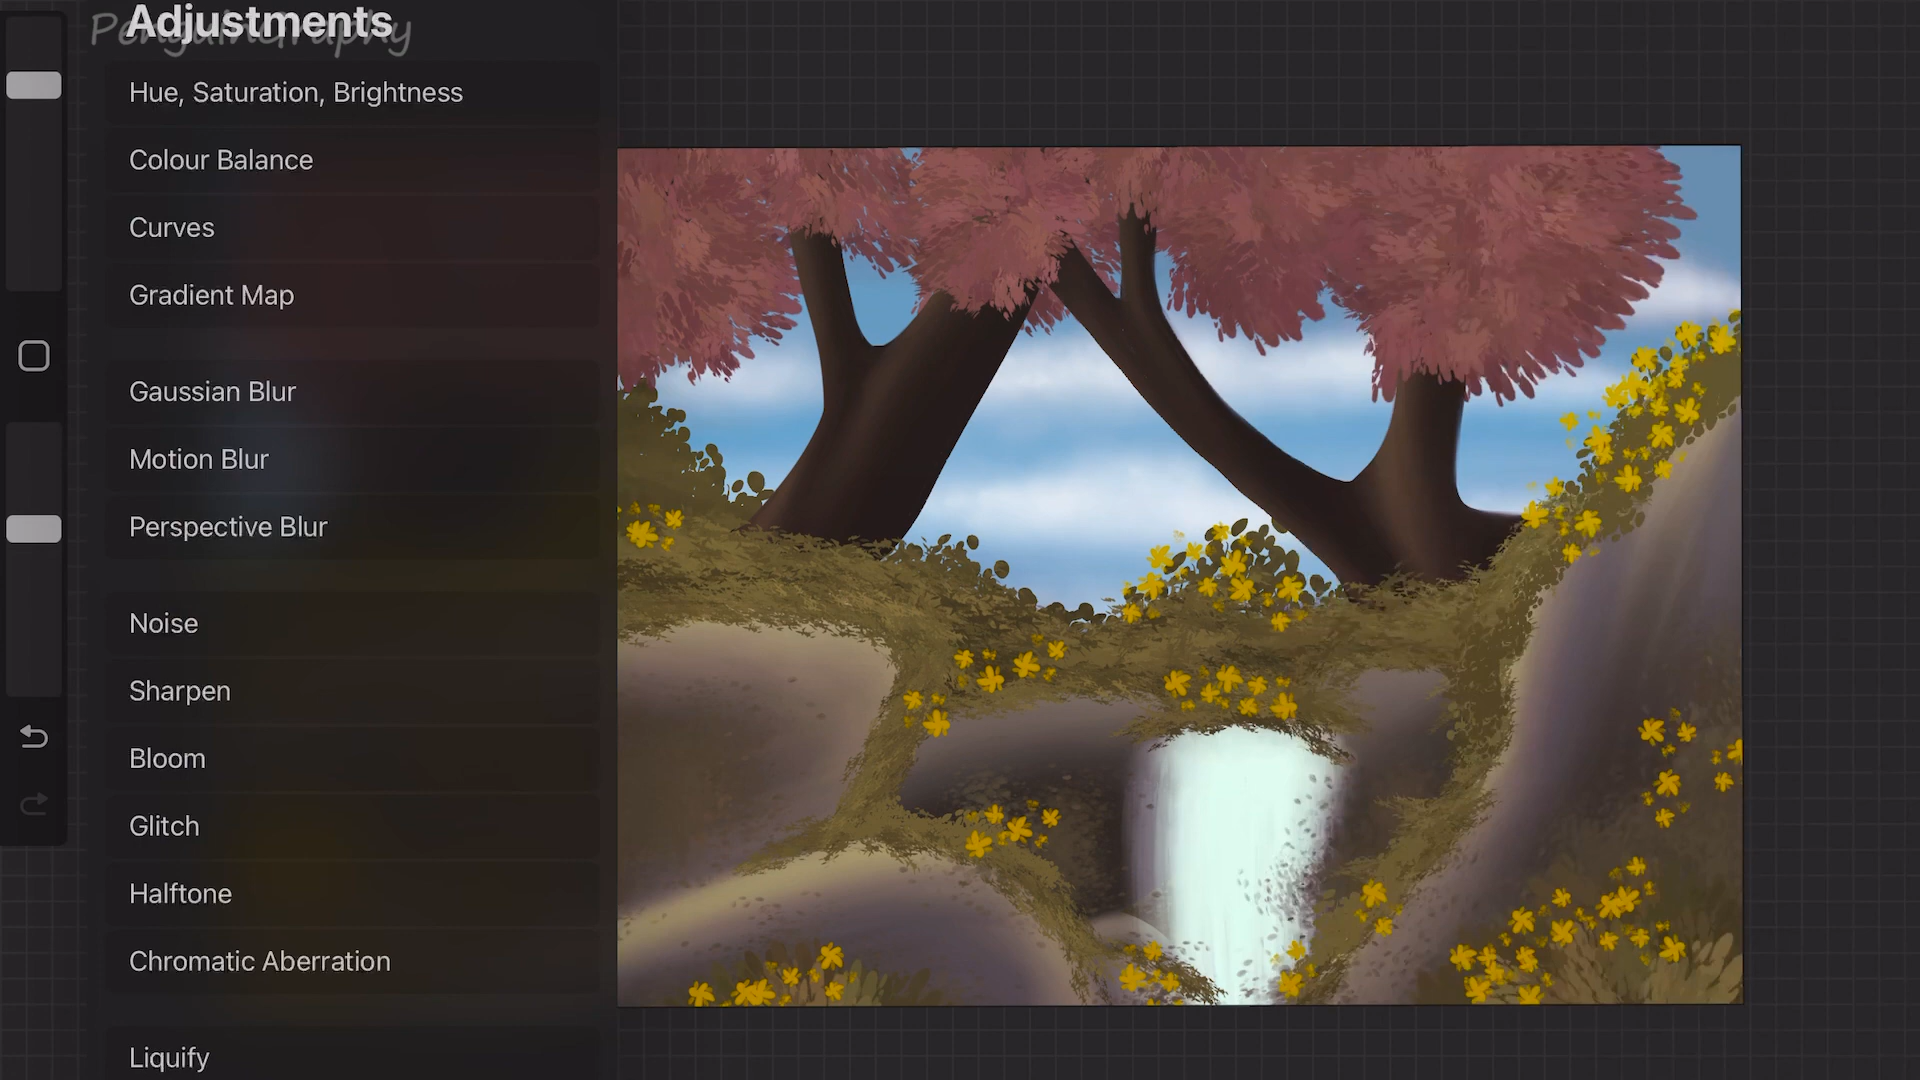 PenguinGraphy
Adjustments
Hue, Saturation, Brightness
Colour Balance
Curves
Gradient Map
Gaussian Blur
Motion Blur
Perspective Blur
Noise
Sharpen
Bloom
Glitch
Halftone
Chromatic Aberration
Liquify